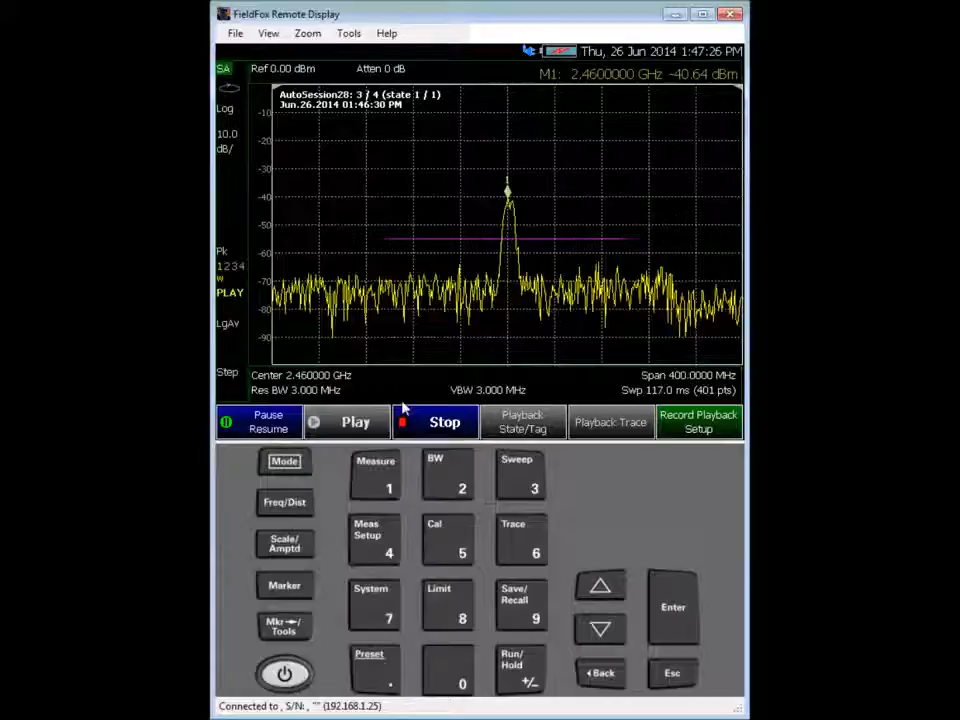 FieldFox Remote Display
File View Zoom Tools Help
Thu, 26 Jun 2014 1:47:26 PM
SA Ref 0.00 dBm Atten 0 dB
M1: 2.4600000 GHz -40.64 dBm
AutoSession28: 3 / 4 (state 1 / 1)
Jun.26.2014 01:46:30 PM
Log
10.0
dB/
-10
-20
-30
-40
-50
-60
-70
-80
-90
1
Pk
1234
W
PLAY
LgAv
Step
Center 2.460000 GHz Span 400.0000 MHz
Res BW 3.000 MHz VBW 3.000 MHz Swp 117.0 ms (401 pts)
Pause
Resume
Play
Stop
Playback
State/Tag
Playback Trace
Record Playback
Setup
Mode
Measure
1
BW
2
Sweep
3
Freq/Dist
Meas
Setup
4
Cal
5
Trace
6
Scale/
Amptd
Marker
System
7
Limit
8
Save/
Recall
9
Enter
Mkr→/
Tools
Preset
.
0
Run/
Hold
+/-
Back
Esc
Connected to , S/N: , "" (192.168.1.25)